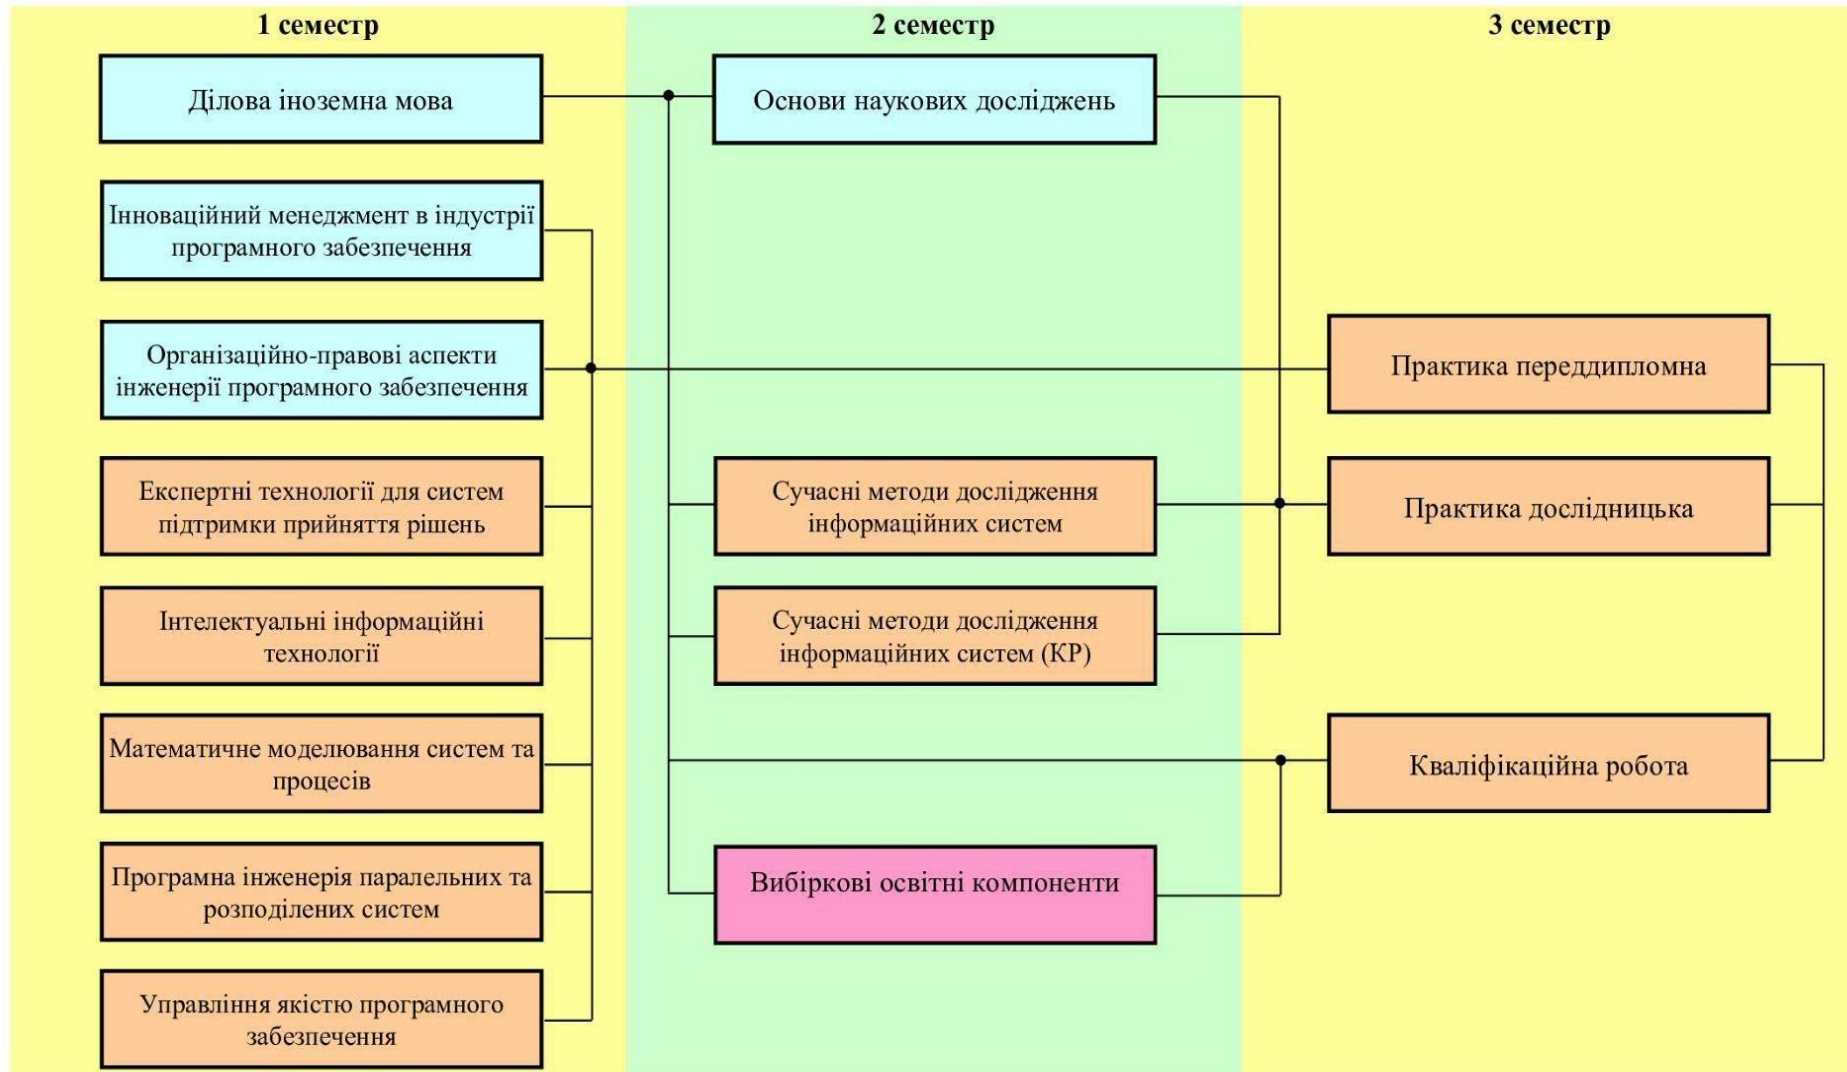 1 семестр
2 семестр
3 семестр
Ділова іноземна мова
Основи наукових досліджень
Інноваційний менеджмент в індустрії
програмного забезпечення
Організаційно-правові аспекти
інженерії програмного забезпечення
Практика переддипломна
Експертні технології для систем
підтримки прийняття рішень
Сучасні методи дослідження
інформаційних систем
Практика дослідницька
Інтелектуальні інформаційні
технології
Сучасні методи дослідження
інформаційних систем (КР)
Математичне моделювання систем та
процесів
Кваліфікаційна робота
Програмна інженерія паралельних та
розподілених систем
Вибіркові освітні компоненти
Управління якістю програмного
забезпечення